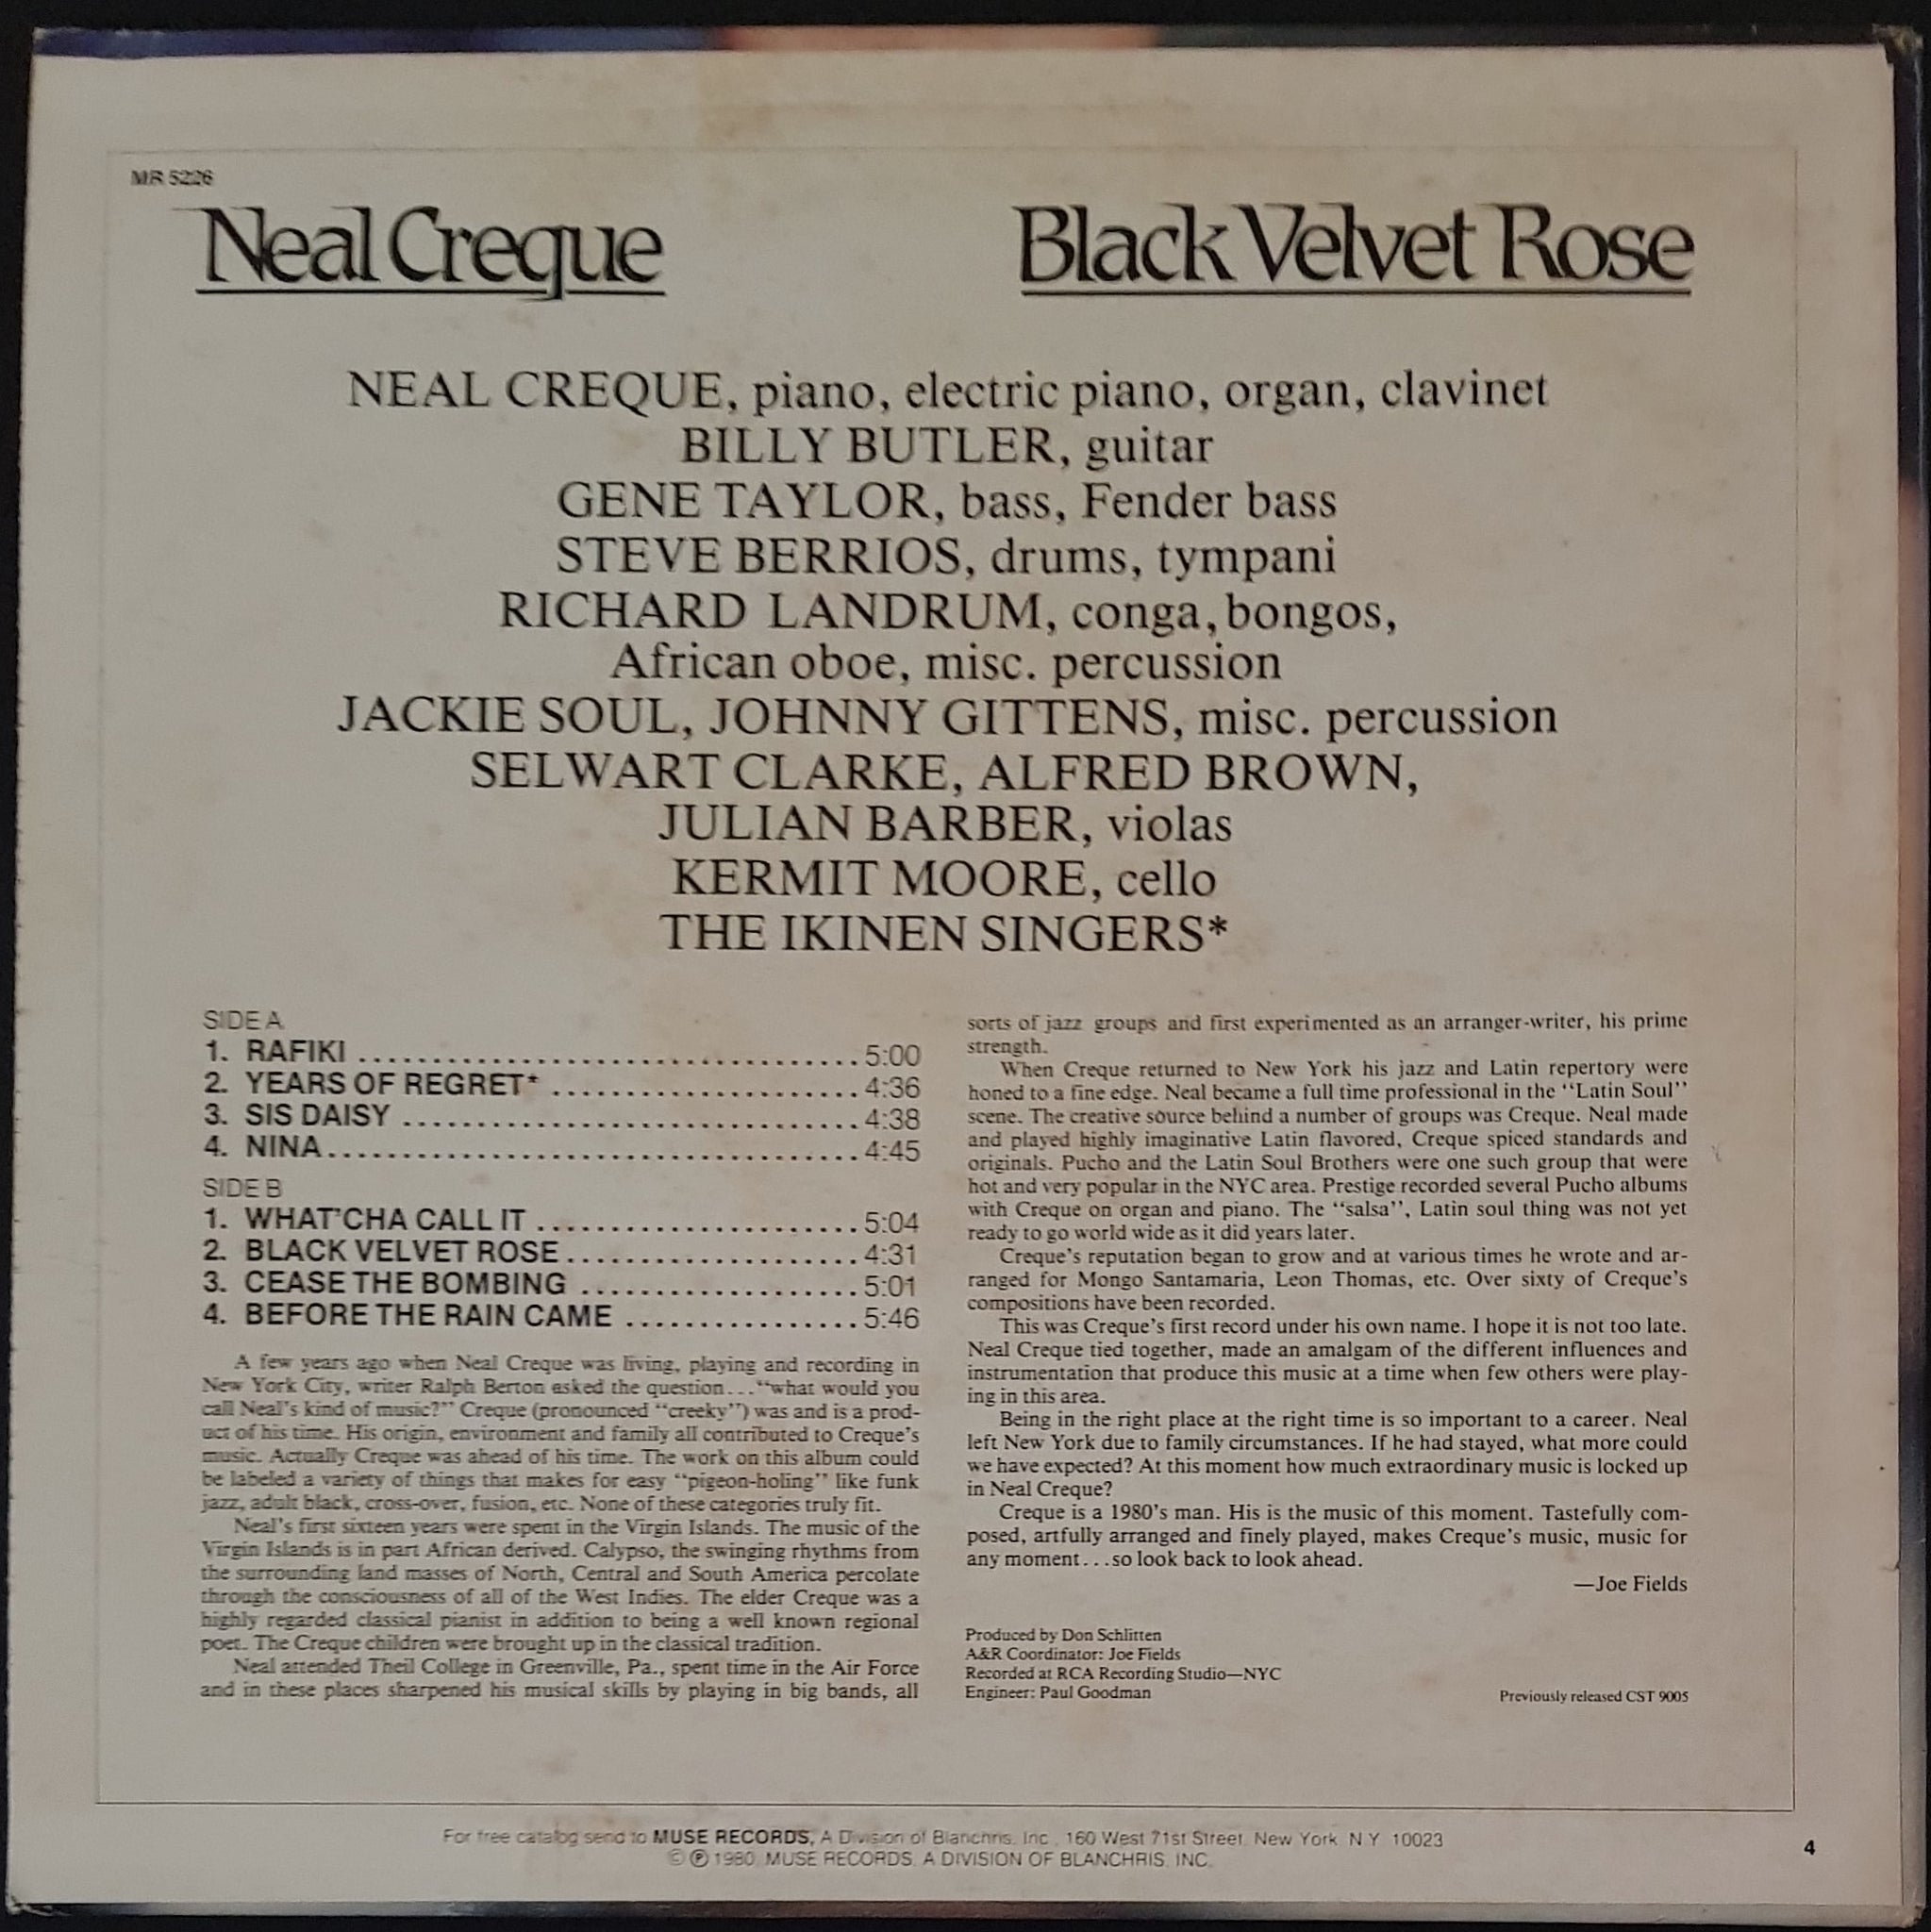 MR 5226
Neal Creque
Black Velvet Rose
NEAL CREQUE, piano, electric piano, organ, clavinet
BILLY BUTLER, guitar
GENE TAYLOR, bass, Fender bass
STEVE BERRIOS, drums, tympani
RICHARD LANDRUM, conga, bongos,
African oboe, misc. percussion
JACKIE SOUL, JOHNNY GITTENS, misc. percussion
SELWART CLARKE, ALFRED BROWN,
JULIAN BARBER, violas
KERMIT MOORE, cello
THE IKINEN SINGERS*
SIDE A
1. RAFIKI .................................. 5:00
2. YEARS OF REGRET* ..................... 4:36
3. SIS DAISY ............................... 4:38
4. NINA .................................... 4:45
SIDE B
1. WHAT'CHA CALL IT ...................... 5:04
2. BLACK VELVET ROSE .................... 4:31
3. CEASE THE BOMBING ................... 5:01
4. BEFORE THE RAIN CAME ................ 5:46
A few years ago when Neal Creque was living, playing and recording in
New York City, writer Ralph Berton asked the question...“what would you
call Neal's kind of music?” Creque (pronounced “creeky”) was and is a prod-
uct of his time. His origin, environment and family all contributed to Creque's
music. Actually Creque was ahead of his time. The work on this album could
be labeled a variety of things that makes for easy “pigeon-holing” like funk
jazz, adult black, cross-over, fusion, etc. None of these categories truly fit.
Neal's first sixteen years were spent in the Virgin Islands. The music of the
Virgin Islands is in part African derived. Calypso, the swinging rhythms from
the surrounding land masses of North, Central and South America percolate
through the consciousness of all of the West Indies. The elder Creque was a
highly regarded classical pianist in addition to being a well known regional
poet. The Creque children were brought up in the classical tradition.
Neal attended Theil College in Greenville, Pa., spent time in the Air Force
and in these places sharpened his musical skills by playing in big bands, all
sorts of jazz groups and first experimented as an arranger-writer, his prime
strength.
When Creque returned to New York his jazz and Latin repertory were
honed to a fine edge. Neal became a full time professional in the “Latin Soul”
scene. The creative source behind a number of groups was Creque. Neal made
and played highly imaginative Latin flavored, Creque spiced standards and
originals. Pucho and the Latin Soul Brothers were one such group that were
hot and very popular in the NYC area. Prestige recorded several Pucho albums
with Creque on organ and piano. The “salsa”, Latin soul thing was not yet
ready to go world wide as it did years later.
Creque's reputation began to grow and at various times he wrote and ar-
ranged for Mongo Santamaria, Leon Thomas, etc. Over sixty of Creque's
compositions have been recorded.
This was Creque's first record under his own name. I hope it is not too late.
Neal Creque tied together, made an amalgam of the different influences and
instrumentation that produce this music at a time when few others were play-
ing in this area.
Being in the right place at the right time is so important to a career. Neal
left New York due to family circumstances. If he had stayed, what more could
we have expected? At this moment how much extraordinary music is locked up
in Neal Creque?
Creque is a 1980's man. His is the music of this moment. Tastefully com-
posed, artfully arranged and finely played, makes Creque's music, music for
any moment...so look back to look ahead.
—Joe Fields
Produced by Don Schlitten
A&R Coordinator: Joe Fields
Recorded at RCA Recording Studio—NYC
Engineer: Paul Goodman
Previously released CST 9005
For free catalog send to MUSE RECORDS, A Division of Blanchris, Inc., 160 West 71st Street, New York, N.Y. 10023
© ℗ 1980, MUSE RECORDS, A DIVISION OF BLANCHRIS, INC.
4